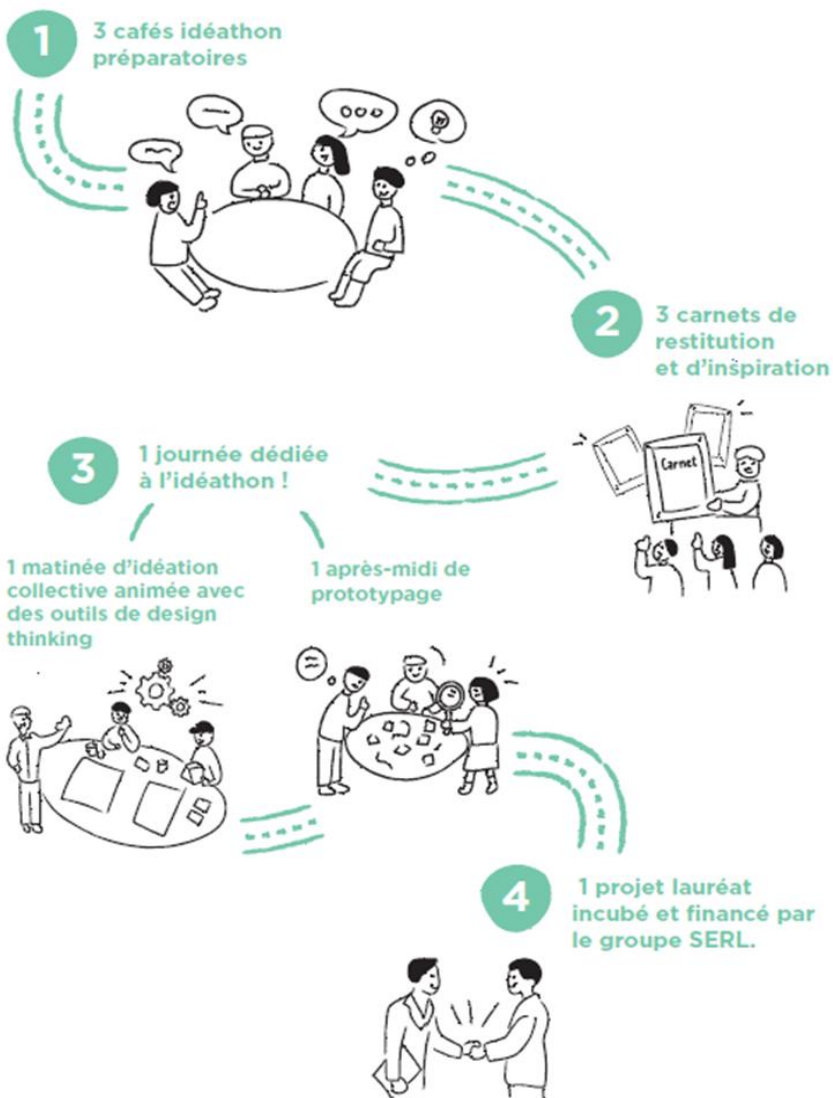 1
3 cafés idéathon
préparatoires
2
3 carnets de
restitution
et d'inspiration
Carnet
3
1 journée dédiée
à l'idéathon !
1 matinée d'idéation
collective animée avec
des outils de design
thinking
1 après-midi de
prototypage
4
1 projet lauréat
incubé et financé par
le groupe SERL.